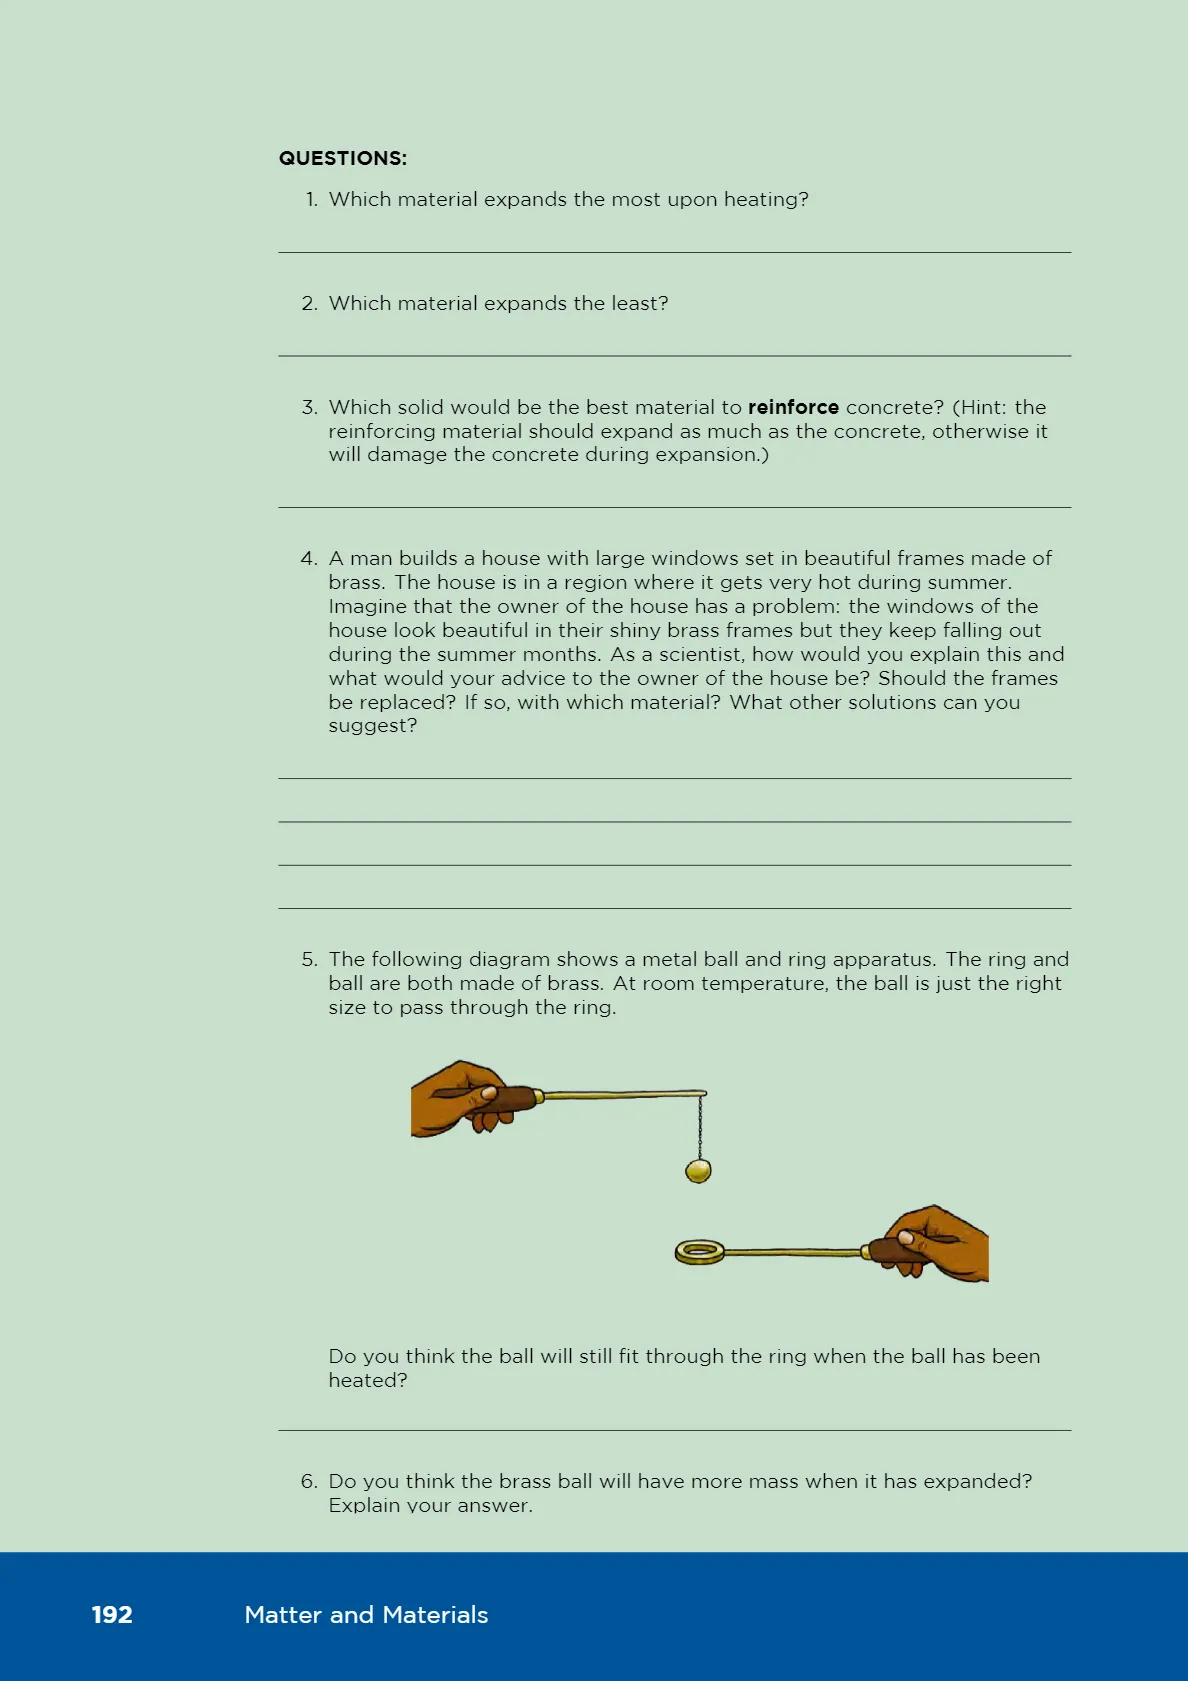 QUESTIONS:
1. Which material expands the most upon heating?
2. Which material expands the least?
3. Which solid would be the best material to reinforce concrete? (Hint: the
reinforcing material should expand as much as the concrete, otherwise it
will damage the concrete during expansion.)
4. A man builds a house with large windows set in beautiful frames made of
brass. The house is in a region where it gets very hot during summer.
Imagine that the owner of the house has a problem: the windows of the
house look beautiful in their shiny brass frames but they keep falling out
during the summer months. As a scientist, how would you explain this and
what would your advice to the owner of the house be? Should the frames
be replaced? If so, with which material? What other solutions can you
suggest?
5. The following diagram shows a metal ball and ring apparatus. The ring and
ball are both made of brass. At room temperature, the ball is just the right
size to pass through the ring.
Do you think the ball will still fit through the ring when the ball has been
heated?
6. Do you think the brass ball will have more mass when it has expanded?
Explain your answer.
192 Matter and Materials